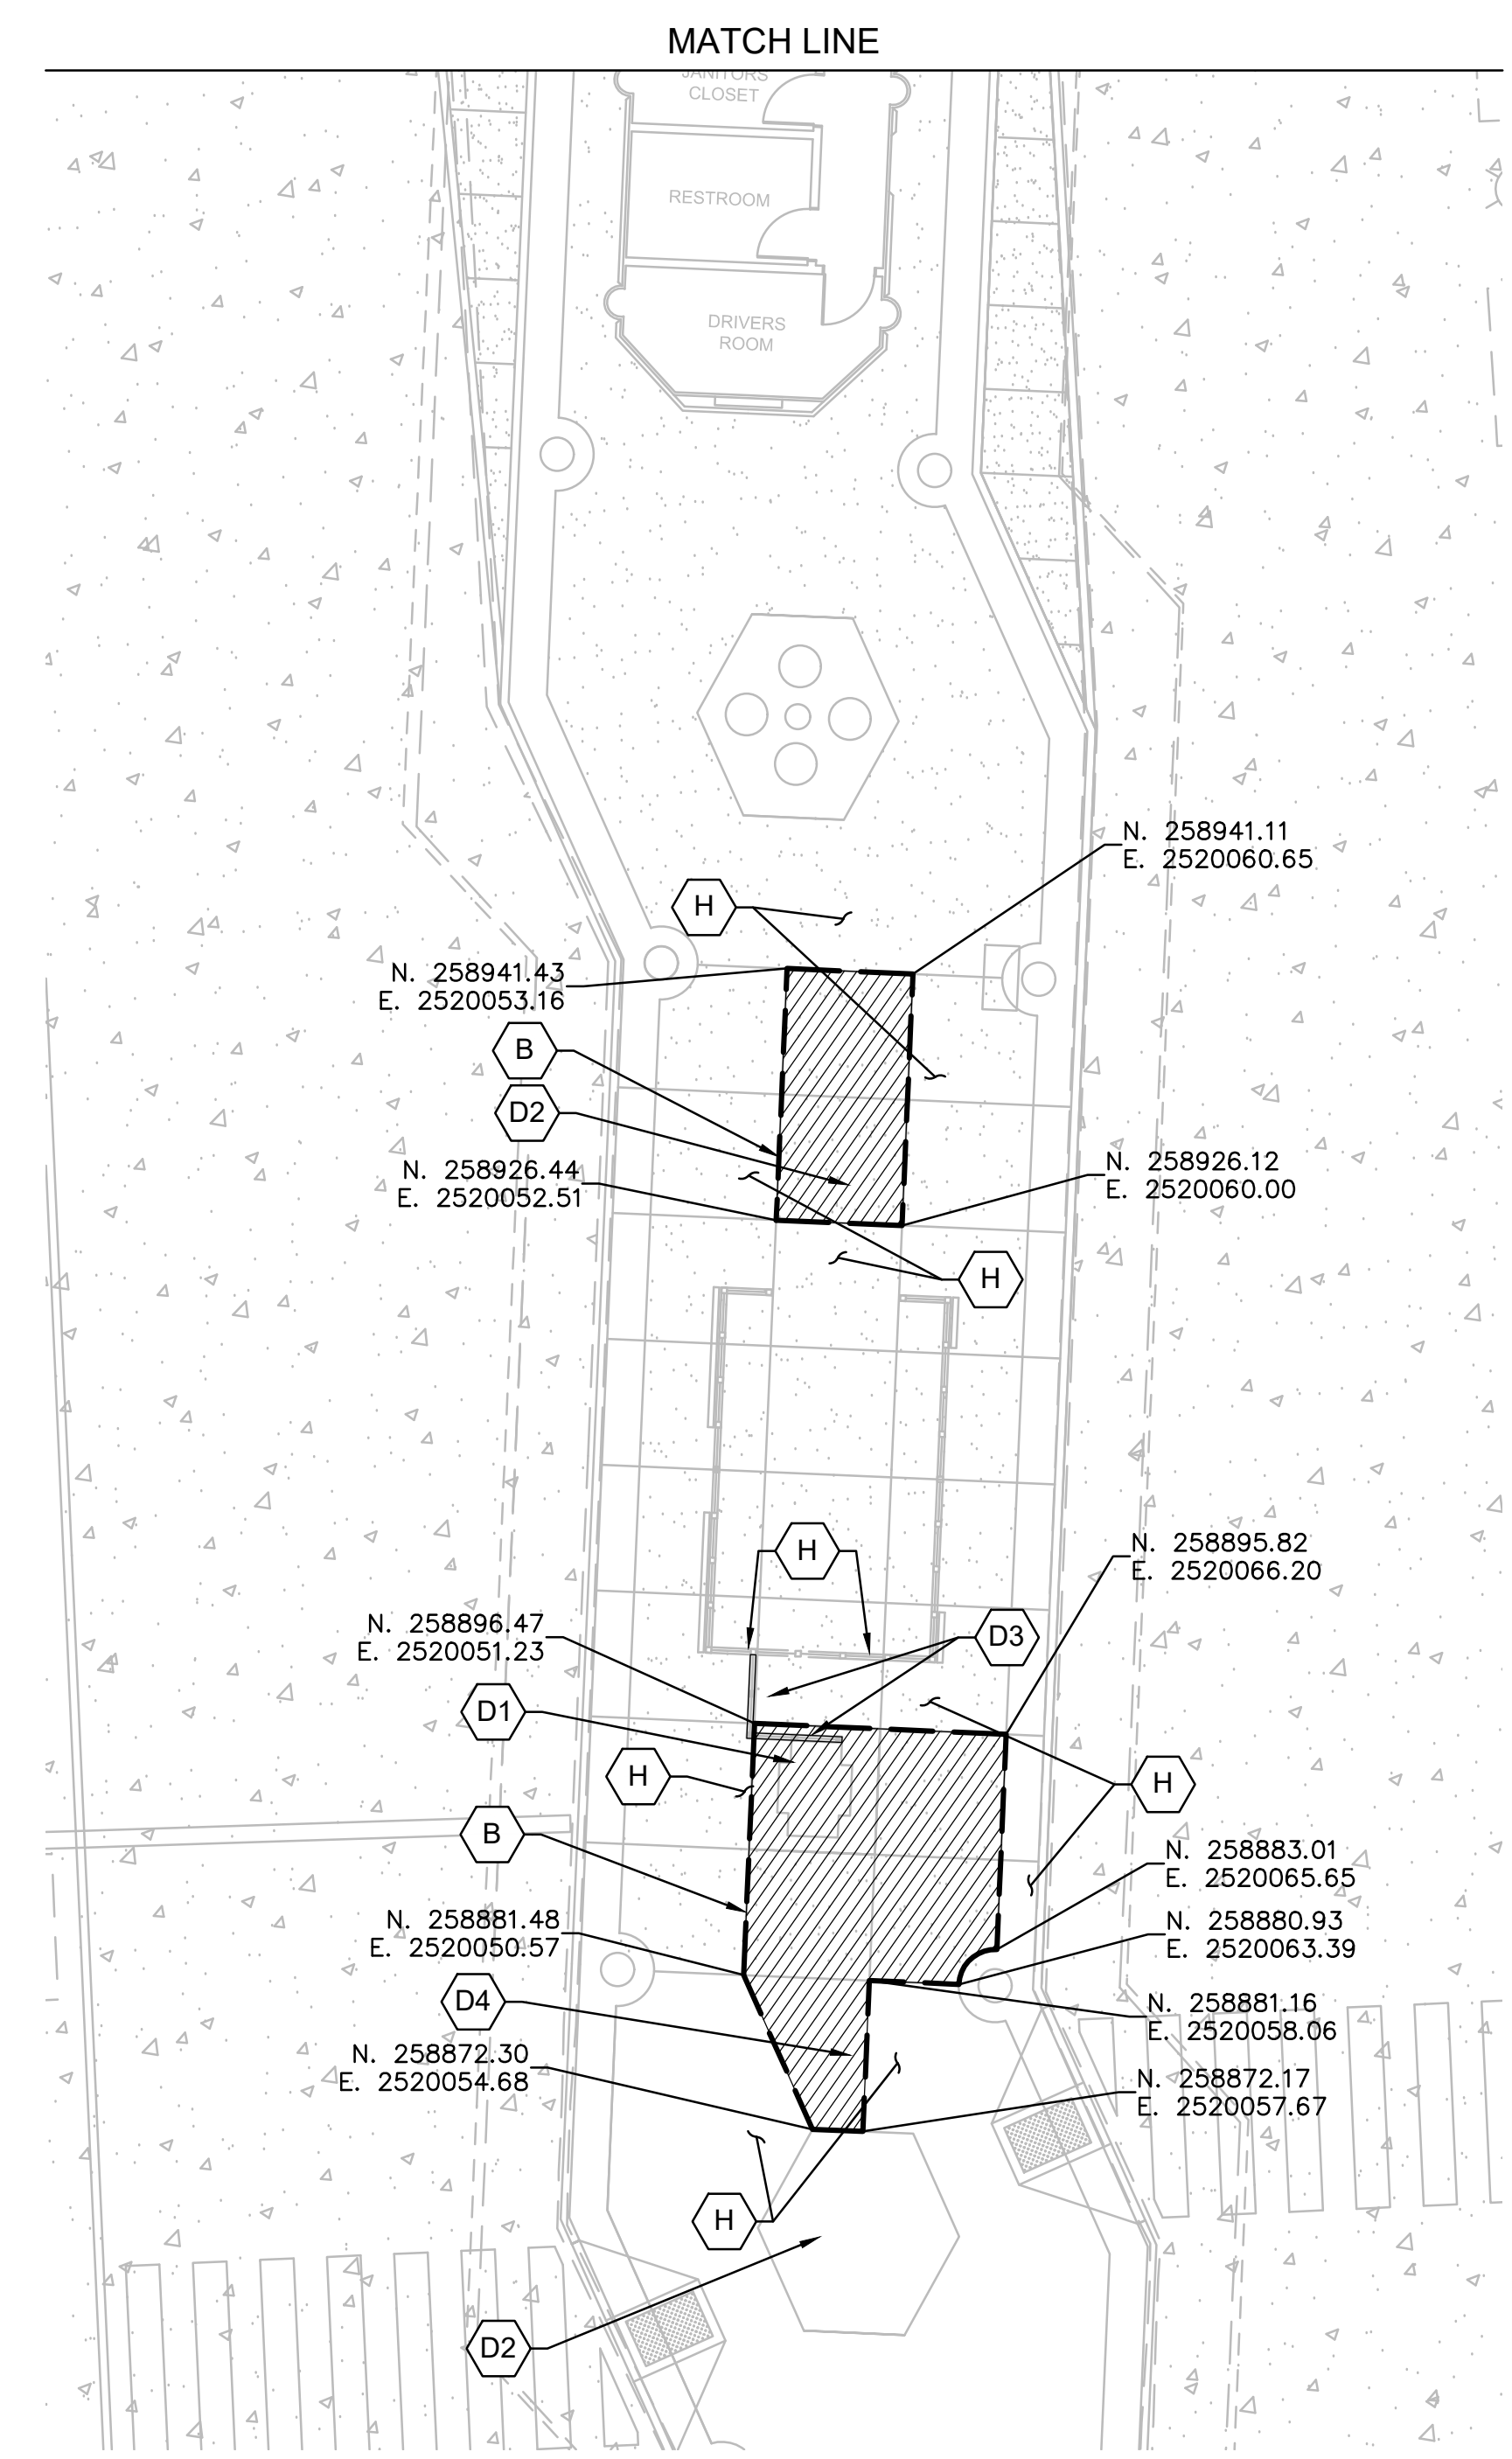 MATCH LINE
JANITORS
CLOSET
RESTROOM
DRIVERS
ROOM
N. 258941.11
E. 2520060.65
H
N. 258941.43
E. 2520053.16
B
D2
N. 258926.44
E. 2520052.51
N. 258926.12
E. 2520060.00
H
H
N. 258895.82
E. 2520066.20
N. 258896.47
E. 2520051.23
D3
D1
H
H
B
N. 258883.01
E. 2520065.65
N. 258881.48
E. 2520050.57
N. 258880.93
E. 2520063.39
D4
N. 258881.16
E. 2520058.06
N. 258872.30
E. 2520054.68
N. 258872.17
E. 2520057.67
H
D2